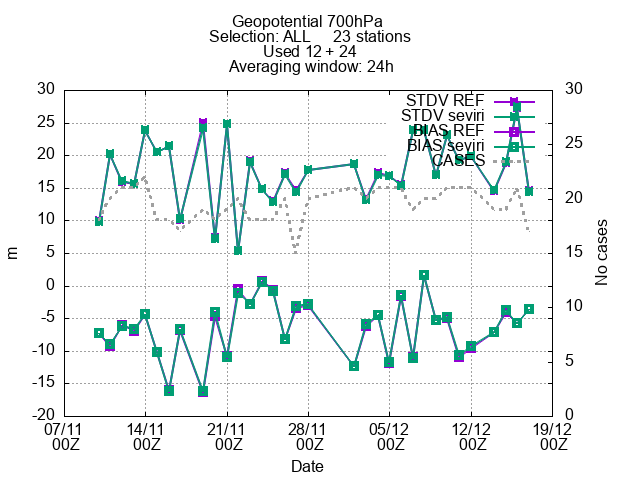 Geopotential 700hPa
Selection: ALL 23 stations
Used 12 + 24
Averaging window: 24h
30 30
25 25
20 20
15 15
10 10
5 5
0 0
-5
-10
-15
-20
m
No cases
STDV REF
STDV seviri
BIAS REF
BIAS seviri
CASES
07/11 14/11 21/11 28/11 05/12 12/12 19/12
00Z 00Z 00Z 00Z 00Z 00Z 00Z
Date